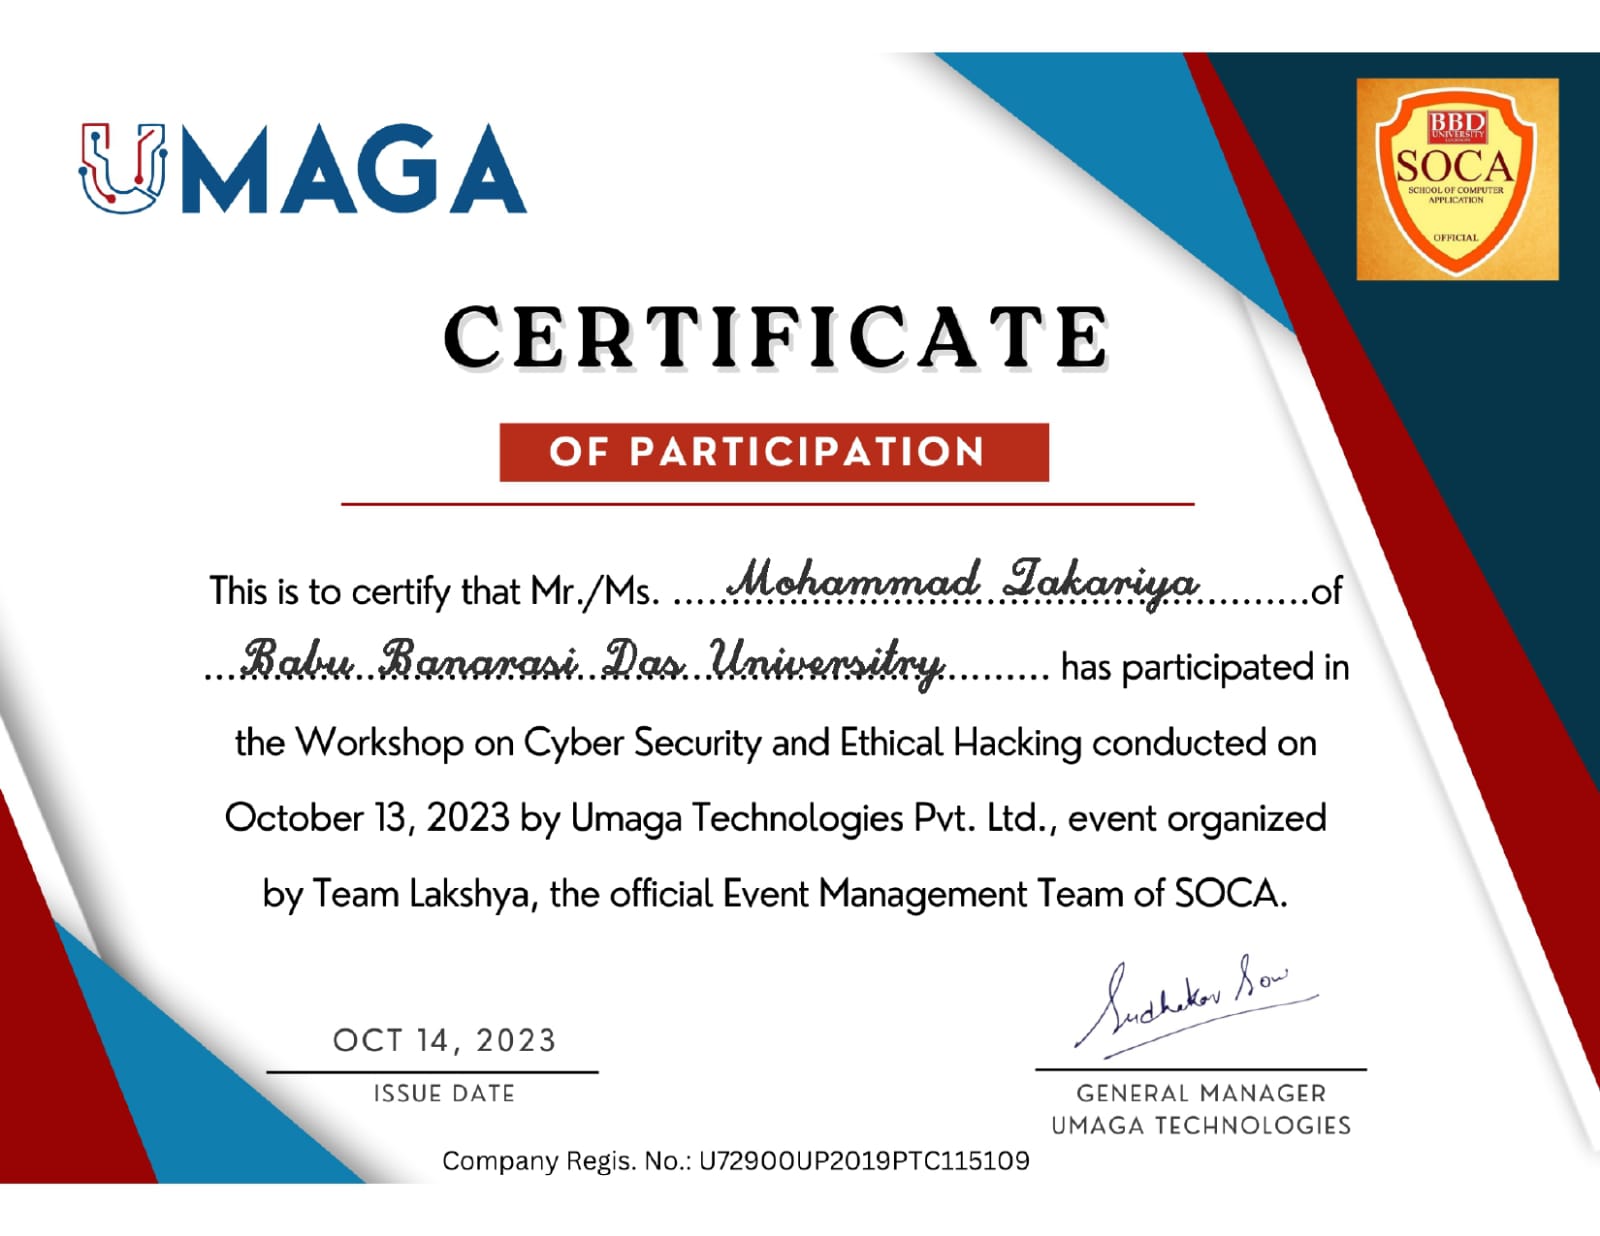 UMAGA
BBD
UNIVERSITY
SOCA
SCHOOL OF COMPUTER
APPLICATION
OFFICIAL
CERTIFICATE
OF PARTICIPATION
This is to certify that Mr./Ms. ..... Mohammad Zakariya ..........of
... Babu Banarasi Das Universitry .......... has participated in
the Workshop on Cyber Security and Ethical Hacking conducted on
October 13, 2023 by Umaga Technologies Pvt. Ltd., event organized
by Team Lakshya, the official Event Management Team of SOCA.
Sudhakar Sow
OCT 14, 2023
ISSUE DATE
GENERAL MANAGER
UMAGA TECHNOLOGIES
Company Regis. No.: U72900UP2019PTC115109